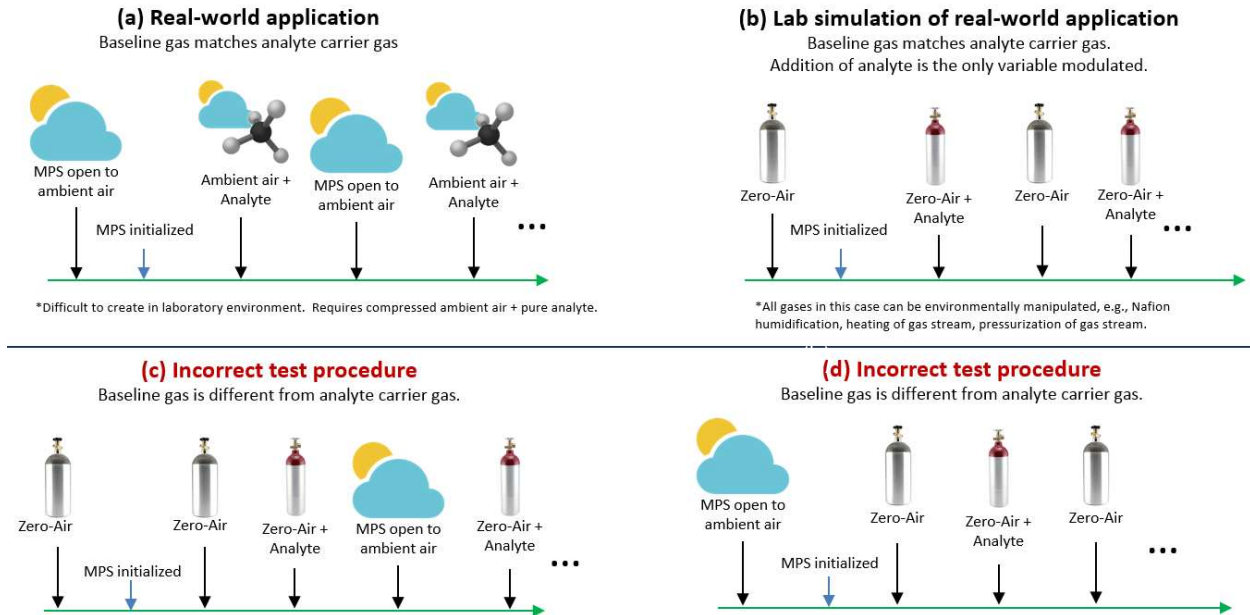 (a) Real-world application
Baseline gas matches analyte carrier gas
MPS open to
ambient air
Ambient air +
Analyte
MPS open to
ambient air
Ambient air +
Analyte
MPS initialized
...
*Difficult to create in laboratory environment. Requires compressed ambient air + pure analyte.
(b) Lab simulation of real-world application
Baseline gas matches analyte carrier gas.
Addition of analyte is the only variable modulated.
Zero-Air
Zero-Air +
Analyte
Zero-Air
Zero-Air +
Analyte
MPS initialized
...
*All gases in this case can be environmentally manipulated, e.g., Nafion
humidification, heating of gas stream, pressurization of gas stream.
(c) Incorrect test procedure
Baseline gas is different from analyte carrier gas.
Zero-Air
Zero-Air
Zero-Air +
Analyte
MPS open to
ambient air
Zero-Air +
Analyte
MPS initialized
...
(d) Incorrect test procedure
Baseline gas is different from analyte carrier gas.
MPS open to
ambient air
Zero-Air
Zero-Air +
Analyte
Zero-Air
MPS initialized
...